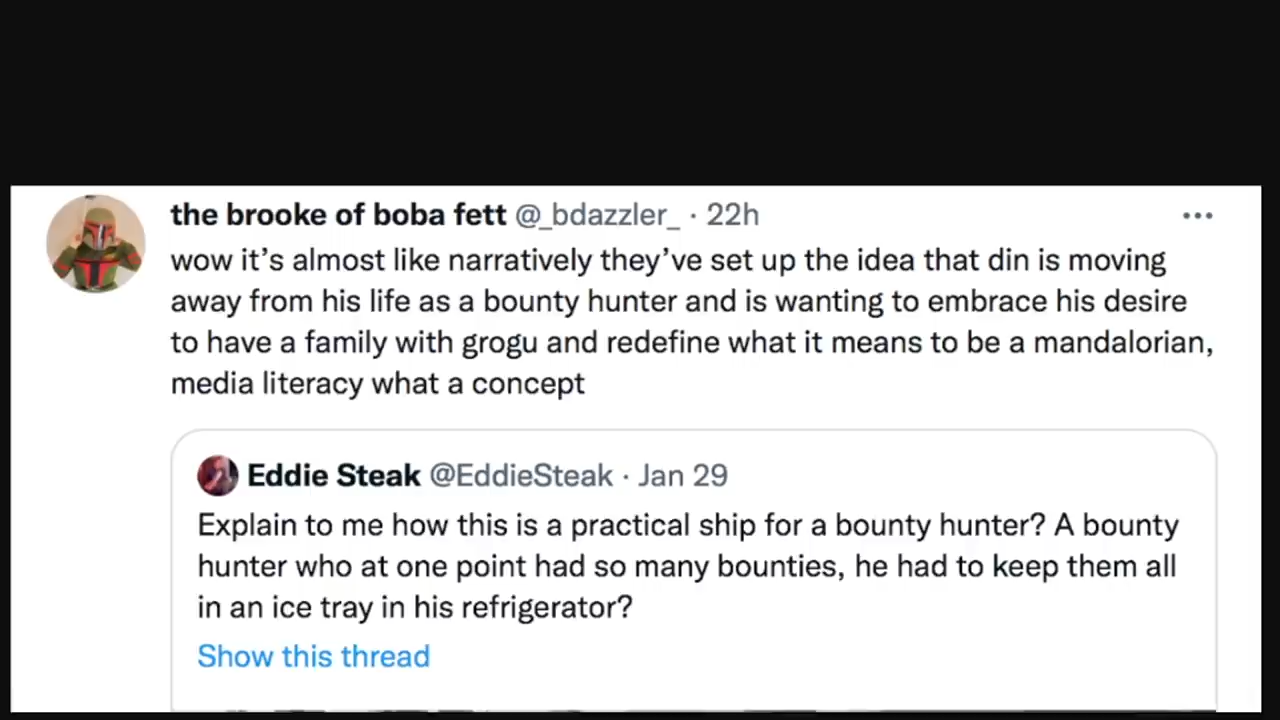 the brooke of boba fett @_bdazzler_ · 22h
wow it’s almost like narratively they’ve set up the idea that din is moving
away from his life as a bounty hunter and is wanting to embrace his desire
to have a family with grogu and redefine what it means to be a mandalorian,
media literacy what a concept
Eddie Steak @EddieSteak · Jan 29
Explain to me how this is a practical ship for a bounty hunter? A bounty
hunter who at one point had so many bounties, he had to keep them all
in an ice tray in his refrigerator?
Show this thread